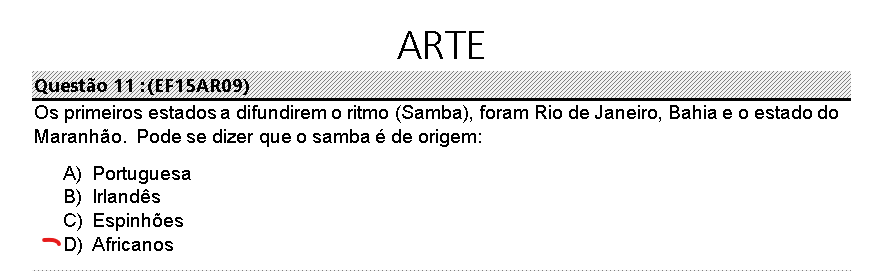 ARTE
Questão 11 : (EF15AR09)
Os primeiros estados a difundirem o ritmo (Samba), foram Rio de Janeiro, Bahia e o estado do
Maranhão. Pode se dizer que o samba é de origem:
A) Portuguesa
B) Irlandês
C) Espinhões
D) Africanos